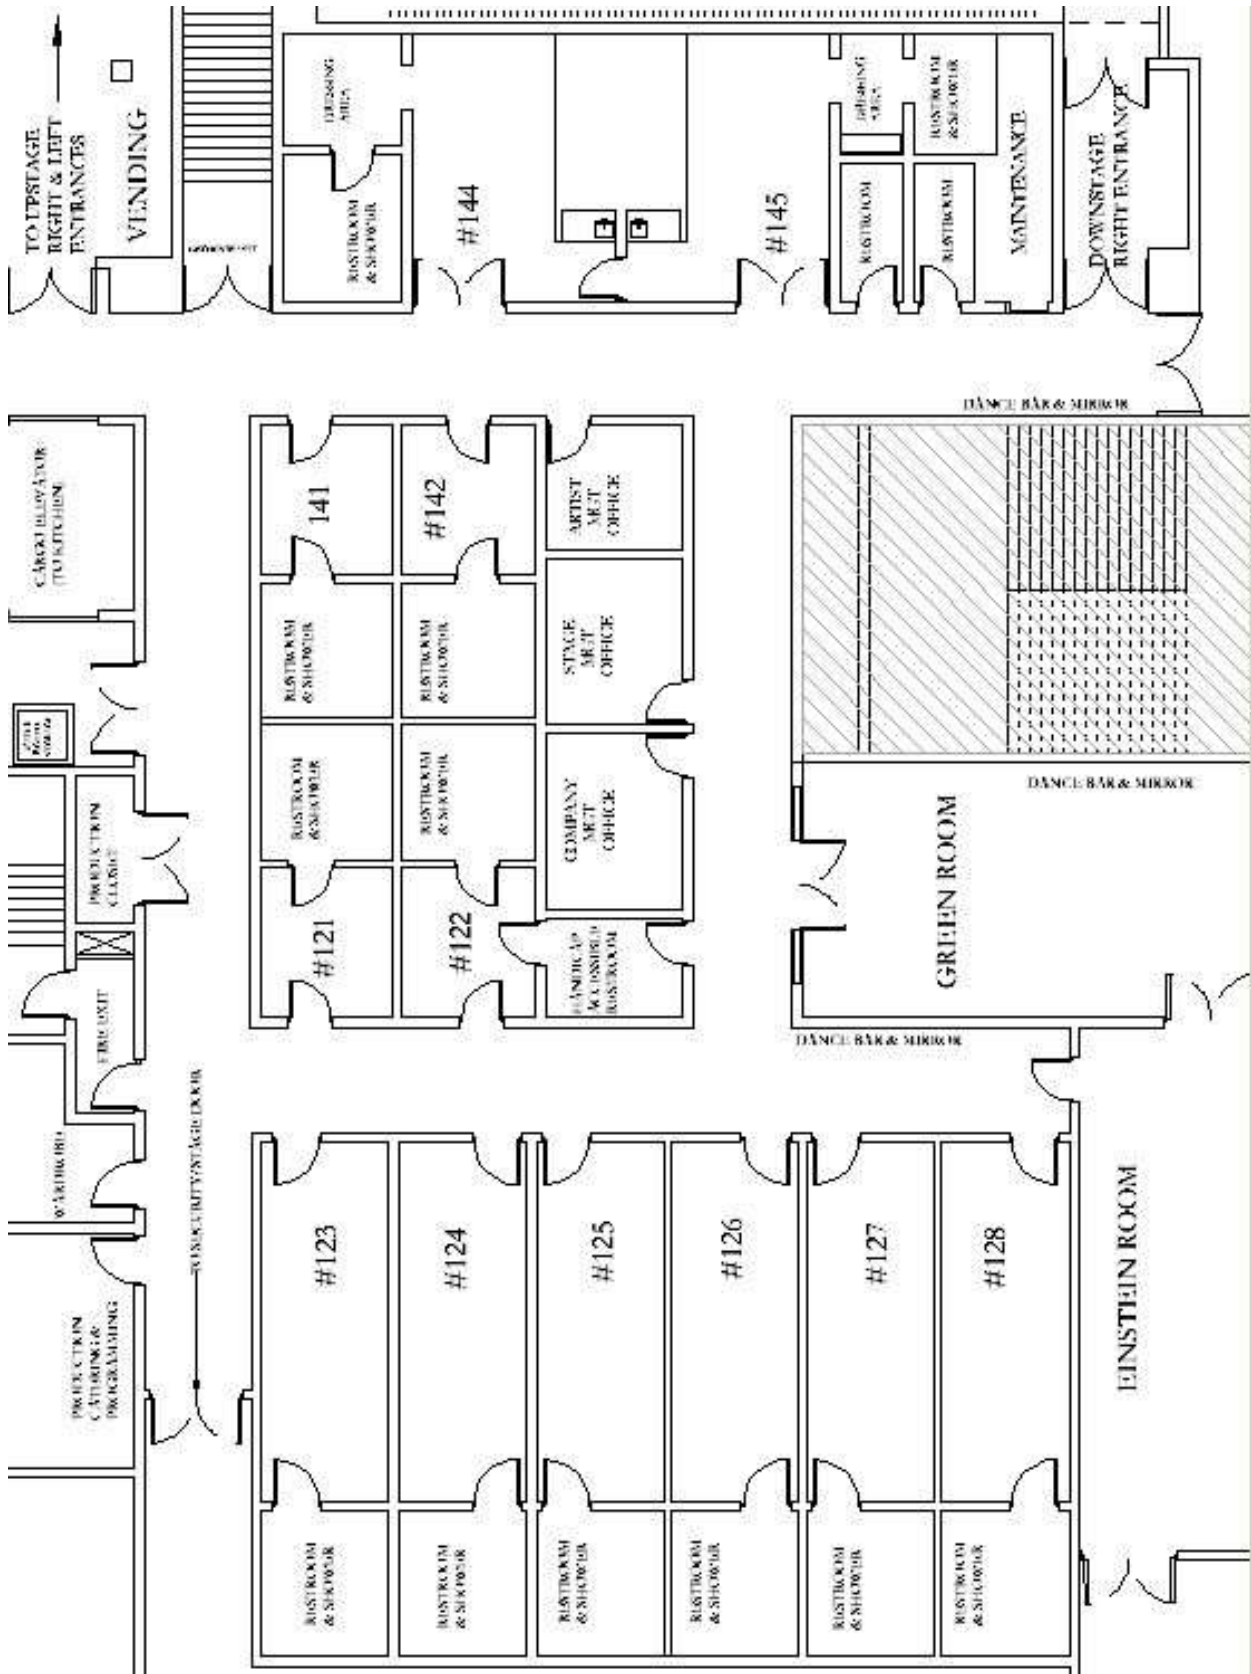 TO UPSTAGE
RIGHT & LEFT
ENTRANCES
VENDING
DRESSING
AREA
RESTROOM
& SHOWER
#144
#145
DRESSING
AREA
RESTROOM
& SHOWER
RESTROOM
RESTROOM
MAINTENANCE
DOWNSTAGE
RIGHT ENTRANCE
DANCE BAR & MIRROR
CARGO ELEVATOR
(TO KITCHEN)
141
#142
ARTIST
MGT
OFFICE
RESTROOM
& SHOWER
RESTROOM
& SHOWER
STAGE
MGT
OFFICE
RESTROOM
& SHOWER
RESTROOM
& SHOWER
COMPANY
MGT
OFFICE
DANCE BAR & MIRROR
PRODUCTION
CLOSET
GREEN ROOM
#121
#122
HANDICAP
ACCESSIBLE
RESTROOM
FIRE EXIT
DANCE BAR & MIRROR
TO SECURITY/STAGE DOOR
WARDROBE
#123
#124
#125
#126
#127
#128
EINSTEIN ROOM
PRODUCTION
CATERING &
PROGRAMMING
RESTROOM
& SHOWER
RESTROOM
& SHOWER
RESTROOM
& SHOWER
RESTROOM
& SHOWER
RESTROOM
& SHOWER
RESTROOM
& SHOWER